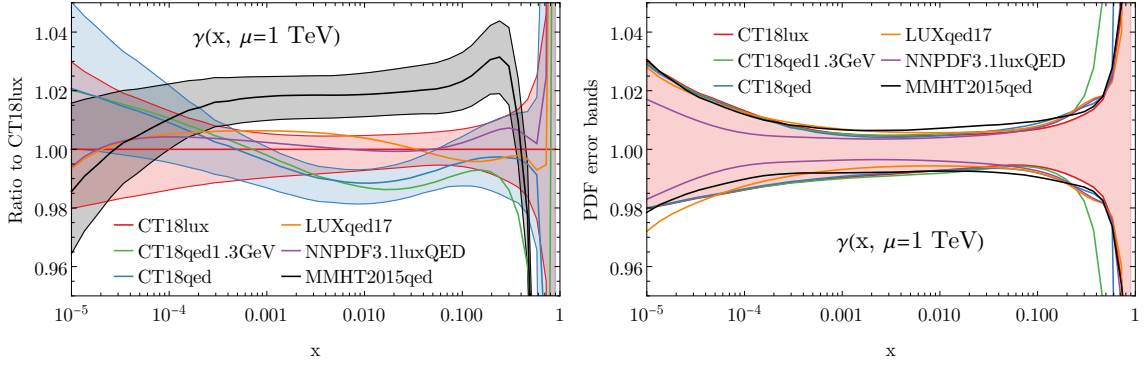 γ(x, μ=1 TeV)
Ratio to CT18lux
1.04
1.02
1.00
0.98
0.96
CT18lux
CT18qed1.3GeV
CT18qed
LUXqed17
NNPDF3.1luxQED
MMHT2015qed
10⁻⁵ 10⁻⁴ 0.001 0.010 0.100 1
x
PDF error bands
1.04
1.02
1.00
0.98
0.96
CT18lux
CT18qed1.3GeV
CT18qed
LUXqed17
NNPDF3.1luxQED
MMHT2015qed
γ(x, μ=1 TeV)
10⁻⁵ 10⁻⁴ 0.001 0.010 0.100 1
x